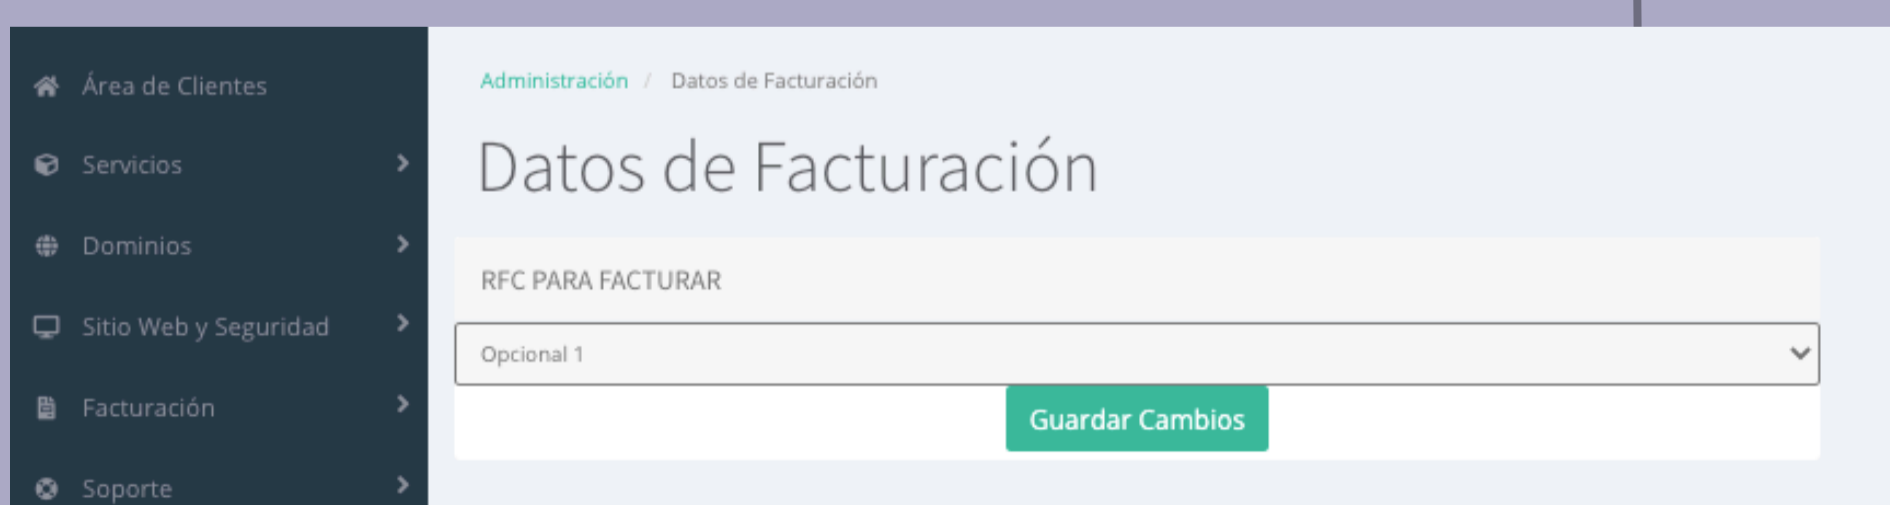 Área de Clientes
Servicios
Dominios
Sitio Web y Seguridad
Facturación
Soporte
Administración / Datos de Facturación
Datos de Facturación
RFC PARA FACTURAR
Opcional 1
Guardar Cambios